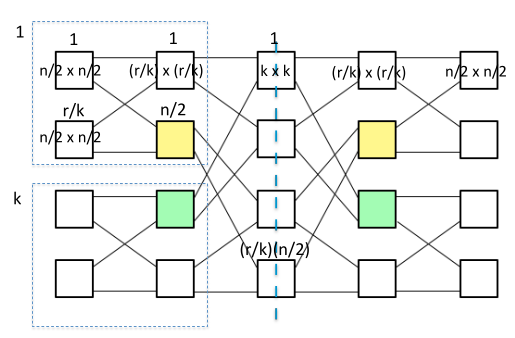 1
1
1
1
n/2 x n/2
(r/k) x (r/k)
k x k
(r/k) x (r/k)
n/2 x n/2
r/k
n/2
n/2 x n/2
k
(r/k)(n/2)